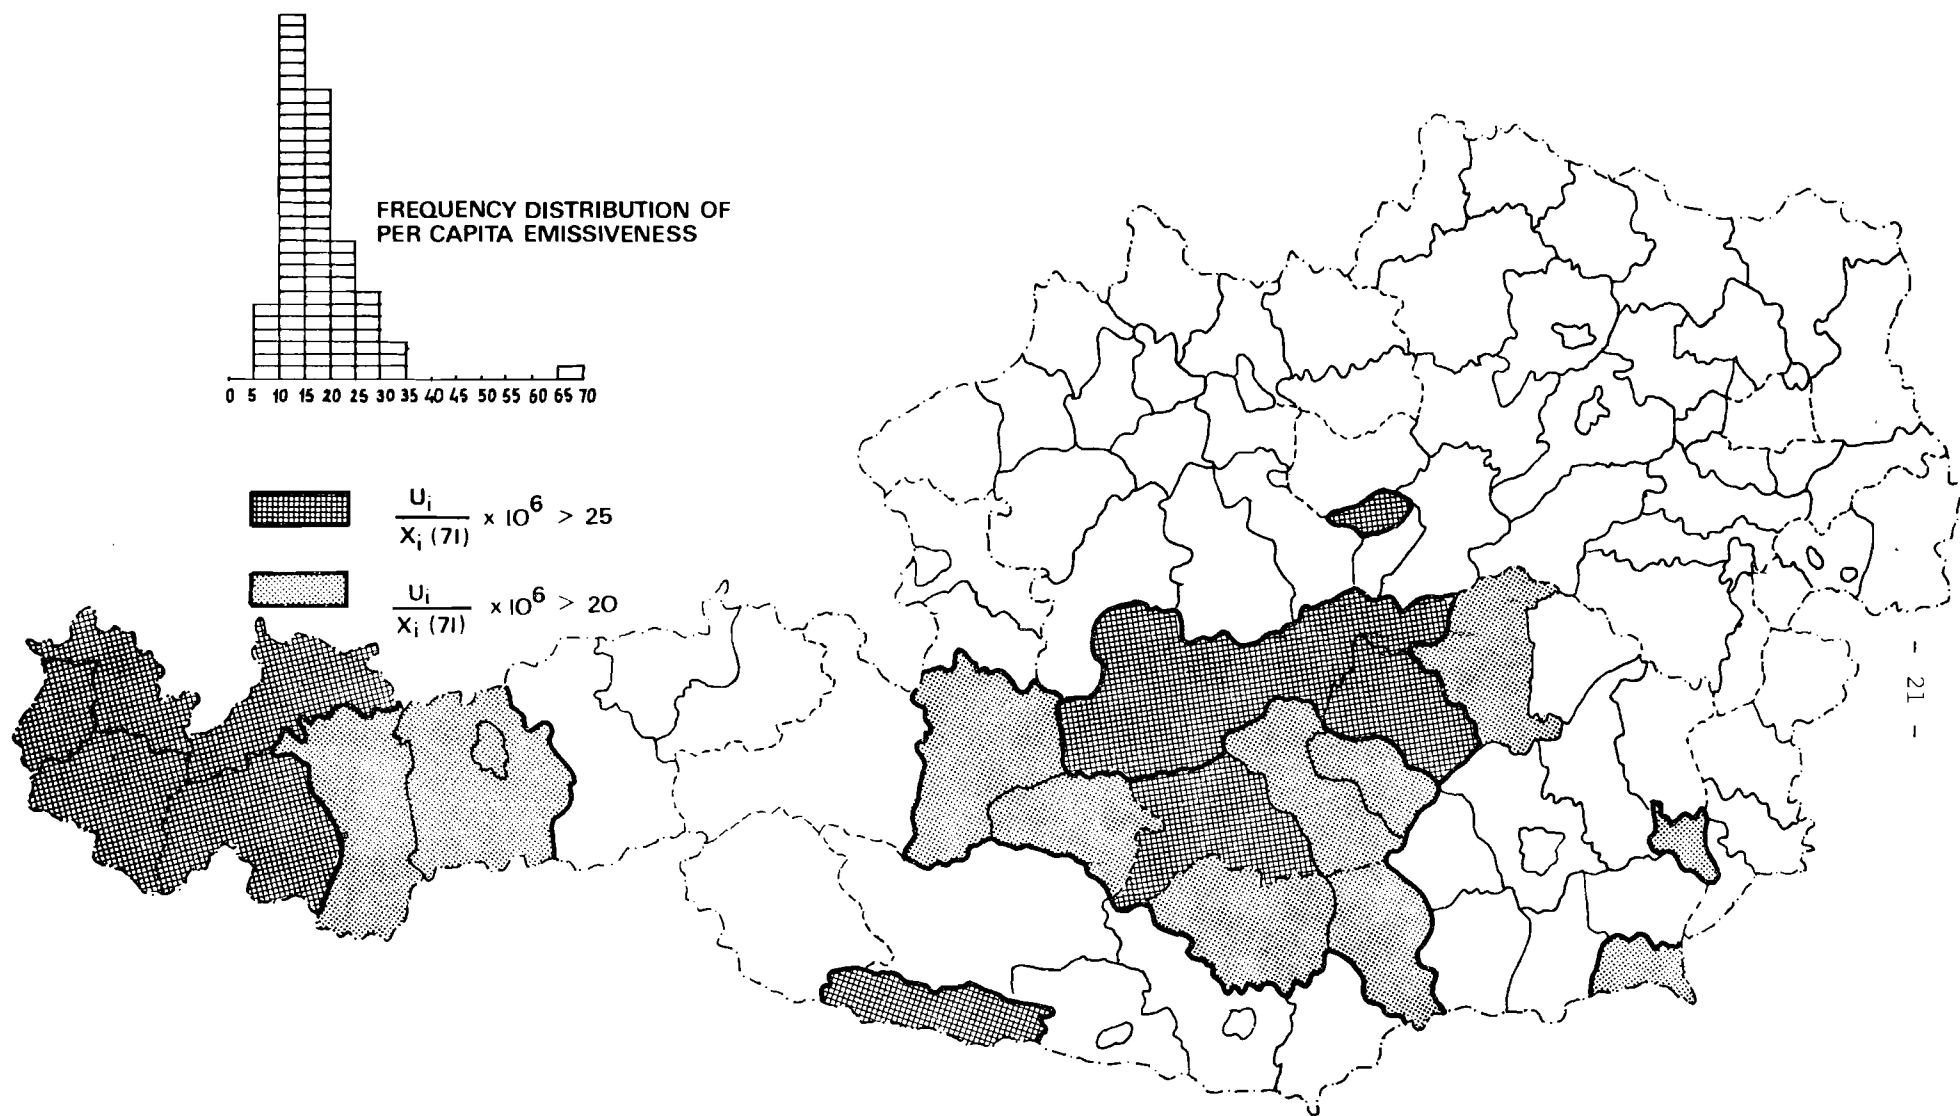 FREQUENCY DISTRIBUTION OF
PER CAPITA EMISSIVENESS
0 5 10 15 20 25 30 35 40 45 50 55 60 65 70
U_i / X_i (71) x 10^6 > 25
U_i / X_i (71) x 10^6 > 20
- 21 -